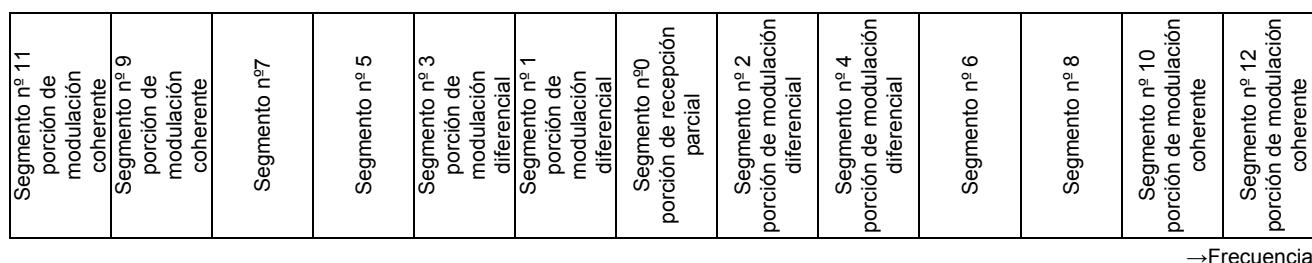 Segmento nº 11
porción de
modulación
coherente
Segmento nº 9
porción de
modulación
coherente
Segmento nº7
Segmento nº 5
Segmento nº 3
porción de
modulación
diferencial
Segmento nº 1
porción de
modulación
diferencial
Segmento nº0
porción de recepción
parcial
Segmento nº 2
porción de modulación
diferencial
Segmento nº 4
porción de modulación
diferencial
Segmento nº 6
Segmento nº 8
Segmento nº 10
porción de modulación
coherente
Segmento nº 12
porción de modulación
coherente
→Frecuencia